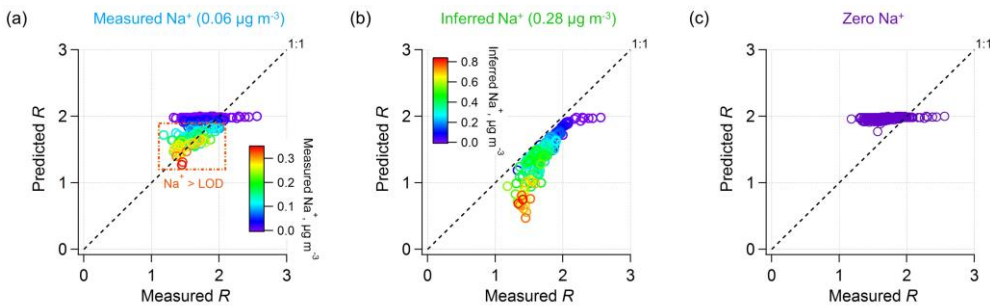 (a)
Measured Na⁺ (0.06 µg m⁻³)
3
2
1
0
Predicted R
1:1
Na⁺ > LOD
0.3
0.2
0.1
0.0
Measured Na⁺, µg m⁻³
0
1
2
3
Measured R
(b)
Inferred Na⁺ (0.28 µg m⁻³)
3
2
1
0
Predicted R
1:1
0.8
0.6
0.4
0.2
0.0
Inferred Na⁺, µg m⁻³
0
1
2
3
Measured R
(c)
Zero Na⁺
3
2
1
0
Predicted R
1:1
0
1
2
3
Measured R